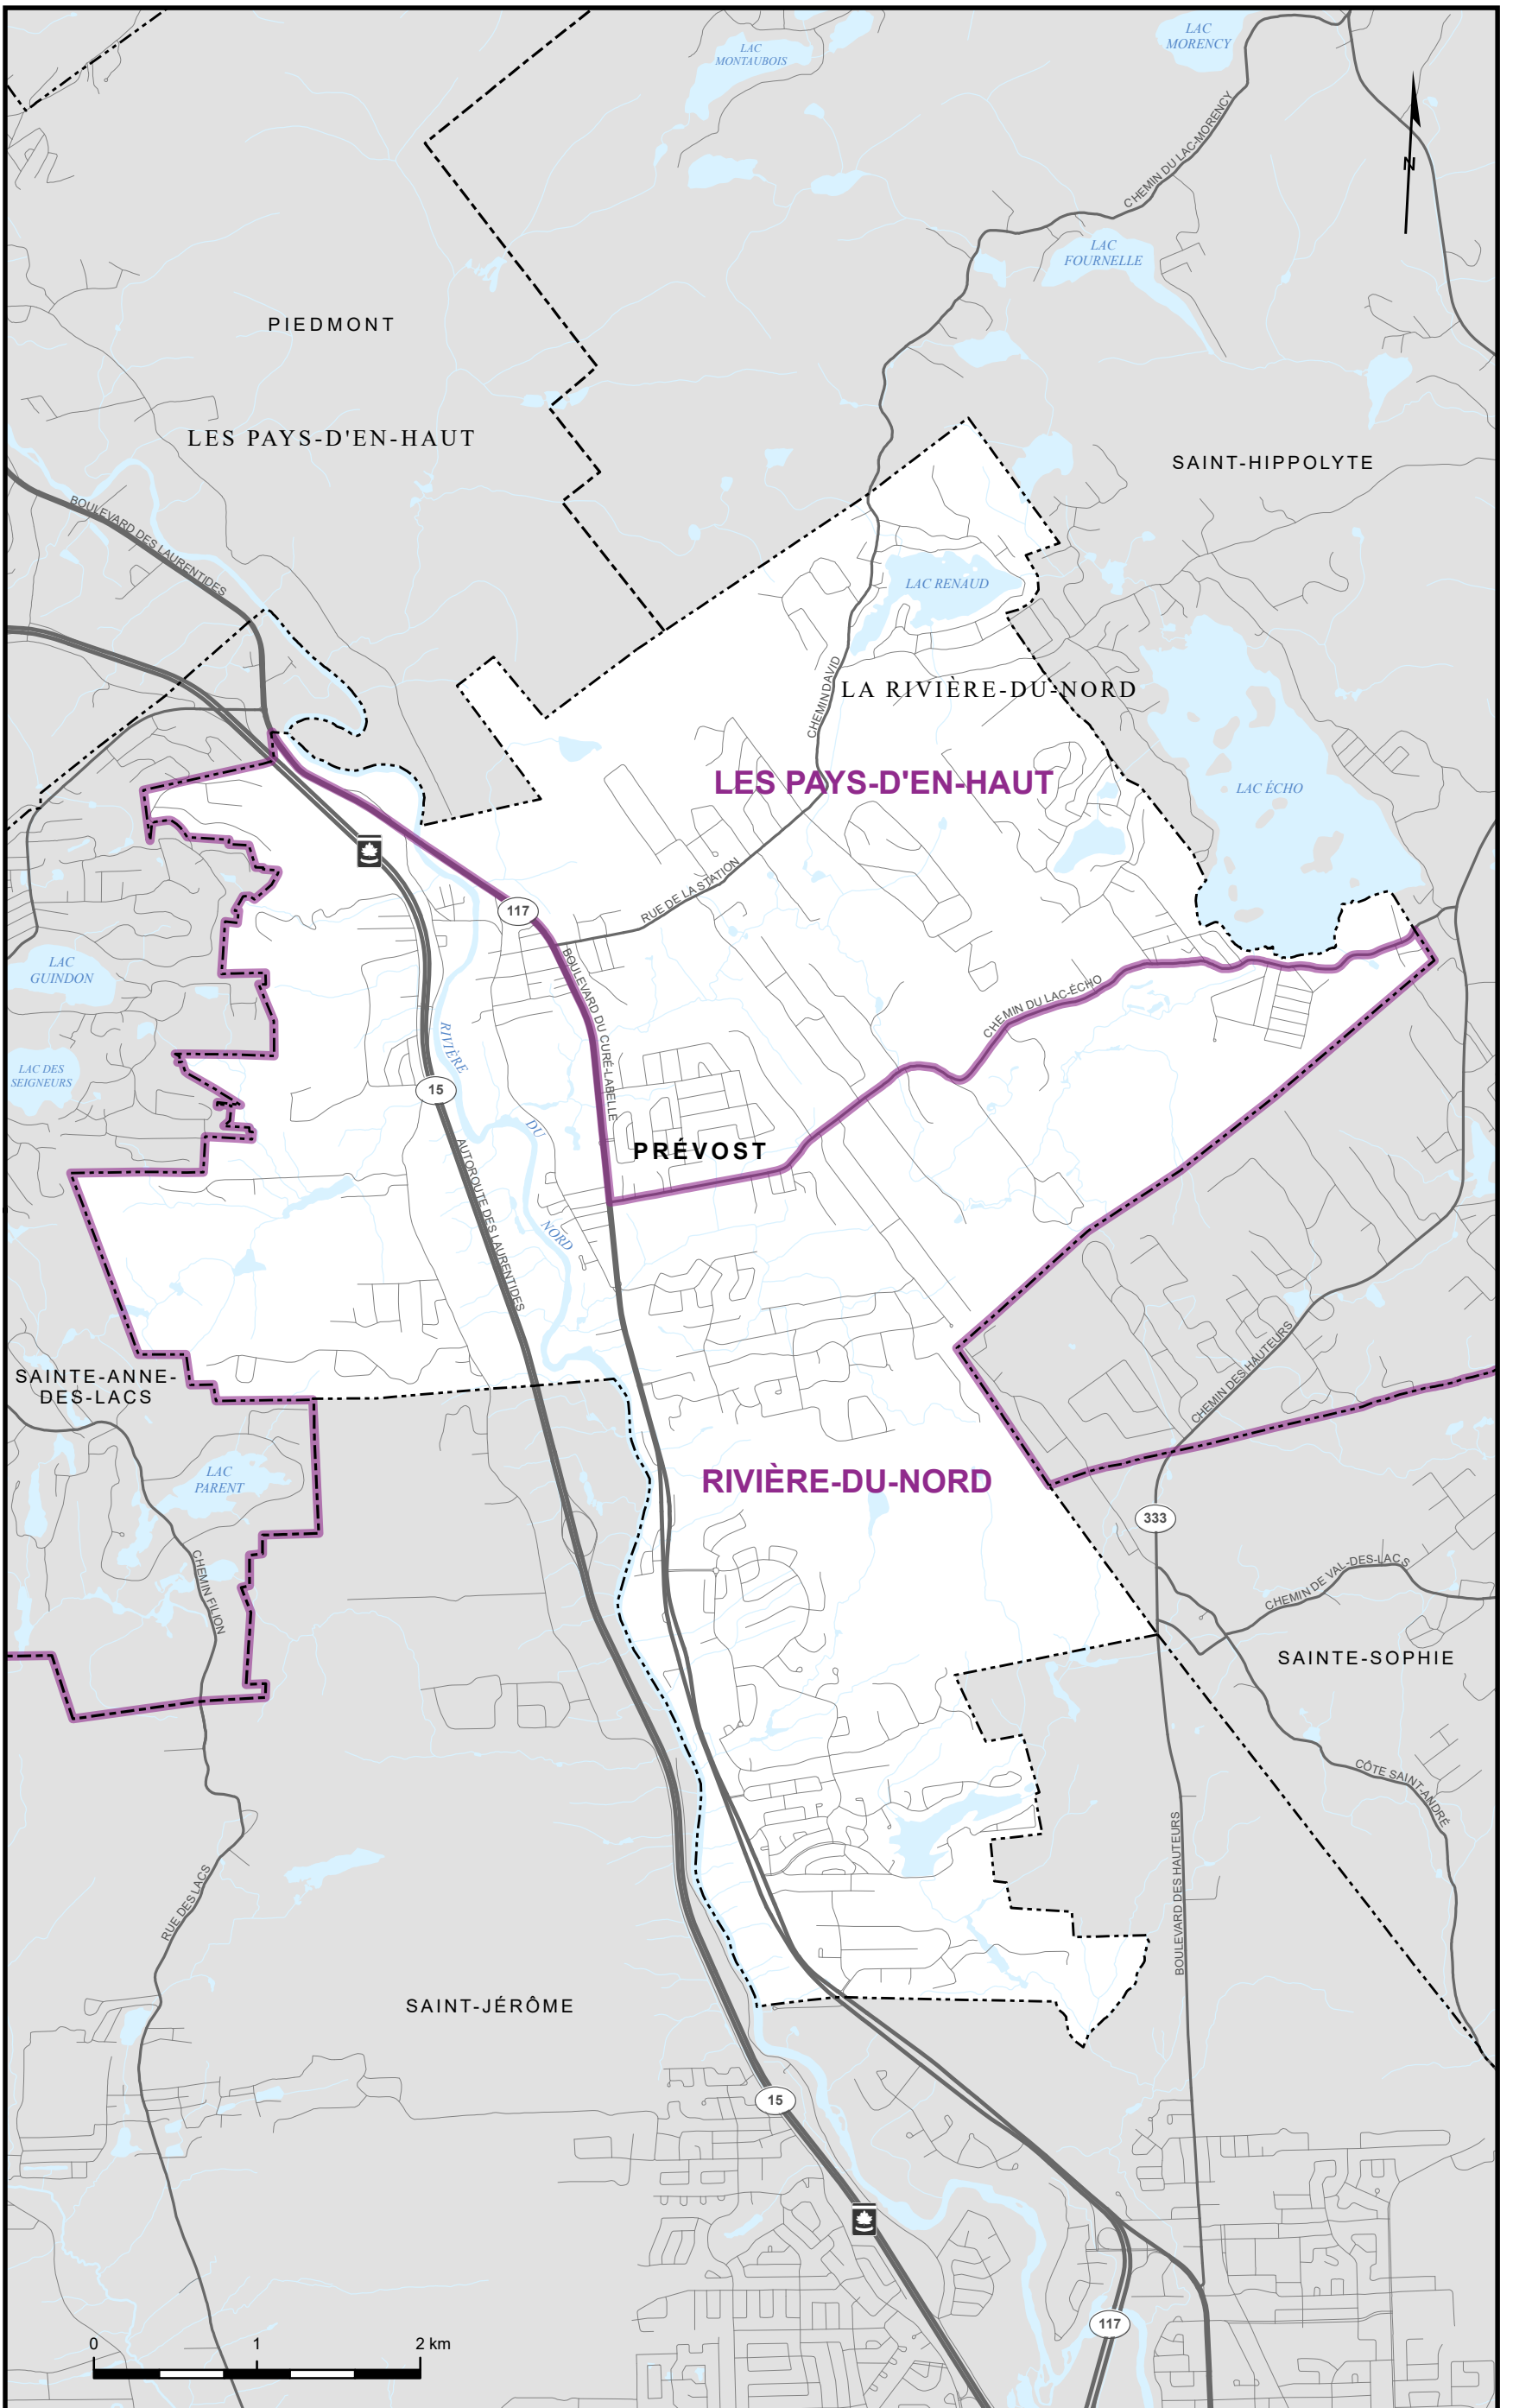 LAC
MORENCY
LAC
MONTAUBOIS
CHEMIN DU LAC-MORENCY
N
LAC
FOURNELLE
PIEDMONT
LES PAYS-D'EN-HAUT
SAINT-HIPPOLYTE
BOULEVARD DES LAURENTIDES
LAC RENAUD
CHEMIN DAVID
LA RIVIÈRE-DU-NORD
LES PAYS-D'EN-HAUT
LAC ÉCHO
RUE DE LA STATION
117
LAC
GUINDON
BOULEVARD DU CURÉ-LABELLE
CHEMIN DU LAC-ÉCHO
RIVIÈRE
LAC DES
SEIGNEURS
15
DU
PRÉVOST
AUTOROUTE DES LAURENTIDES
NORD
SAINTE-ANNE-
DES-LACS
CHEMIN DES HAUTEURS
LAC
PARENT
RIVIÈRE-DU-NORD
333
CHEMIN FILION
CHEMIN DE VAL-DES-LACS
SAINTE-SOPHIE
CÔTE SAINT-ANDRÉ
BOULEVARD DES HAUTEURS
RUE DES LACS
SAINT-JÉRÔME
15
117
0
1
2 km